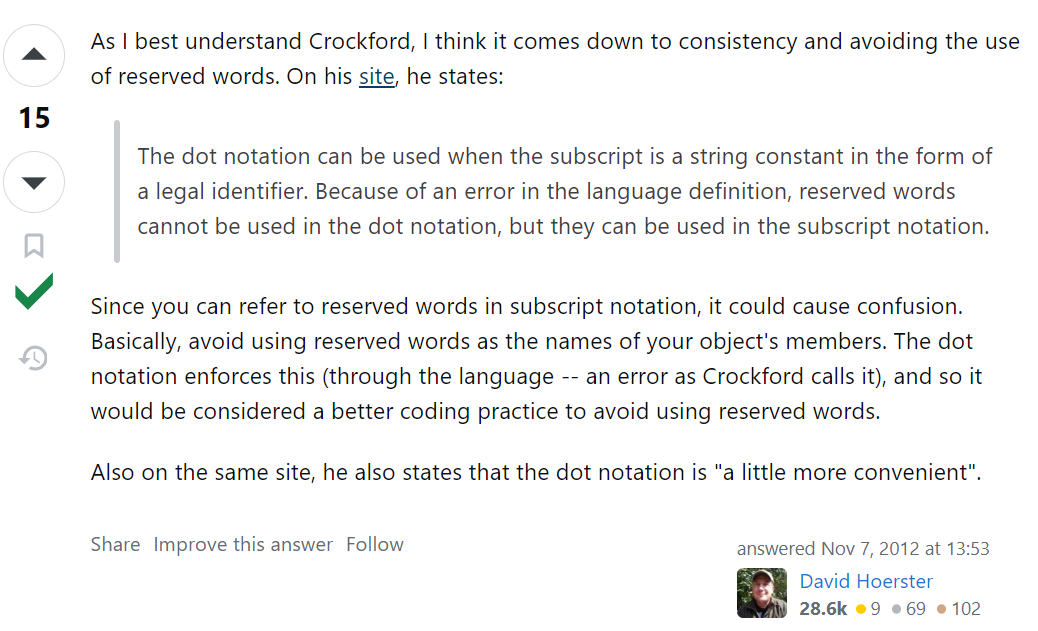 As I best understand Crockford, I think it comes down to consistency and avoiding the use
of reserved words. On his site, he states:
15
The dot notation can be used when the subscript is a string constant in the form of
a legal identifier. Because of an error in the language definition, reserved words
cannot be used in the dot notation, but they can be used in the subscript notation.
Since you can refer to reserved words in subscript notation, it could cause confusion.
Basically, avoid using reserved words as the names of your object's members. The dot
notation enforces this (through the language -- an error as Crockford calls it), and so it
would be considered a better coding practice to avoid using reserved words.
Also on the same site, he also states that the dot notation is "a little more convenient".
Share Improve this answer Follow
answered Nov 7, 2012 at 13:53
David Hoerster
28.6k 9 69 102